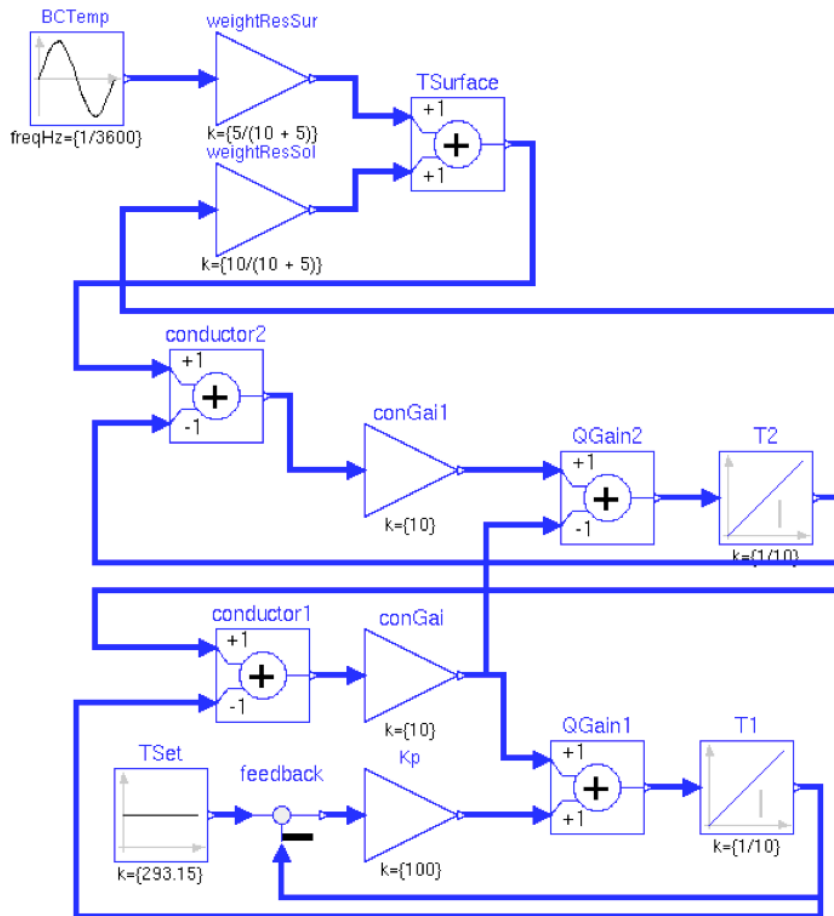 BCTemp
weightResSur
freqHz={1/3600}
k={5/(10 + 5)}
TSurface
+1
+
+1
weightResSol
k={10/(10 + 5)}
conductor2
+1
+
-1
conGai1
k={10}
QGain2
+1
+
-1
T2
I
k={1/10}
conductor1
+1
+
-1
conGai
k={10}
QGain1
+1
+
+1
T1
I
k={1/10}
TSet
k={293.15}
feedback
Kp
k={100}